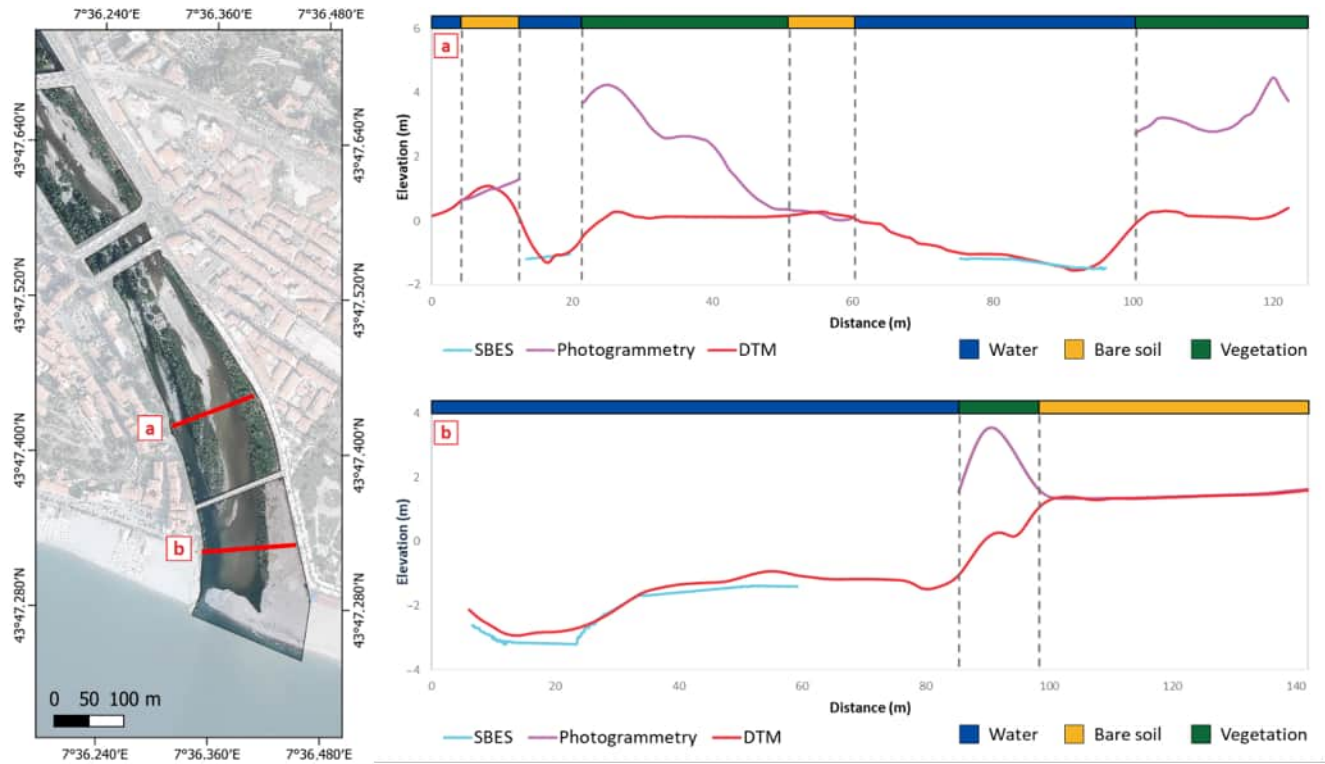 7°36.240'E 7°36.360'E 7°36.480'E
43°47.640'N
43°47.520'N
43°47.400'N
43°47.280'N
43°47.640'N
43°47.520'N
43°47.400'N
43°47.280'N
a
b
0 50 100 m
7°36.240'E 7°36.360'E 7°36.480'E
a
Elevation (m)
6
4
2
0
−2
0 20 40 60 80 100 120
Distance (m)
SBES Photogrammetry DTM Water Bare soil Vegetation
b
Elevation (m)
4
2
0
−2
−4
0 20 40 60 80 100 120 140
Distance (m)
SBES Photogrammetry DTM Water Bare soil Vegetation